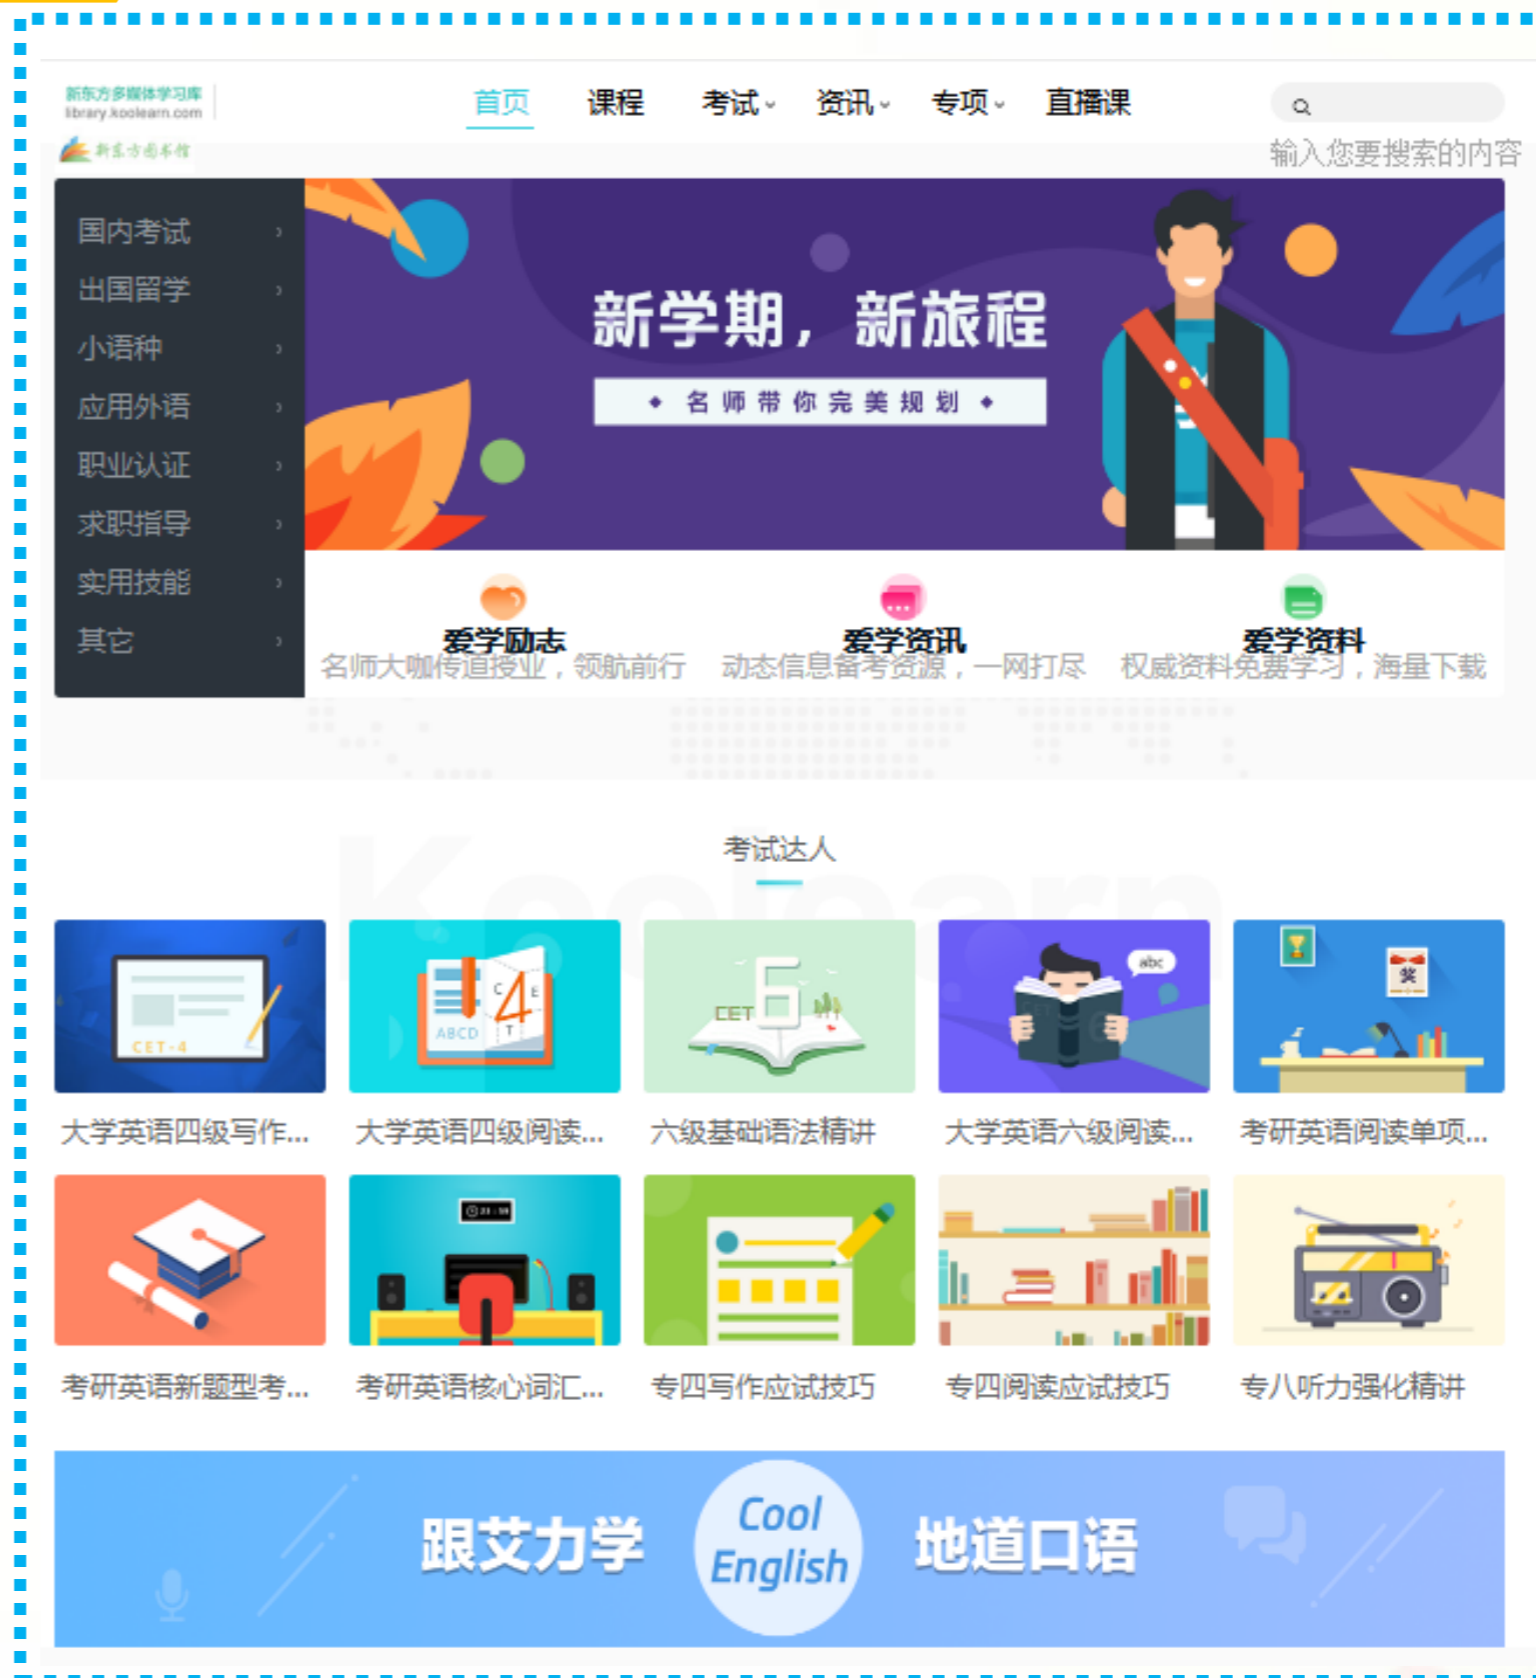 新东方多媒体学习库
library.koolearn.com
新东方图书馆
首页 课程 考试 资讯 专项 直播课
输入您要搜索的内容
国内考试
出国留学
小语种
应用外语
职业认证
求职指导
实用技能
其它
新学期，新旅程
名师带你完美规划
爱学励志 爱学资讯 爱学资料
名师大咖传道授业，领航前行 动态信息备考资源，一网打尽 权威资料免费学习，海量下载
Koolearn
考试达人
CET-4
ABCD
C 4 E
T
CET 6
abc
奖
大学英语四级写作... 大学英语四级阅读... 六级基础语法精讲 大学英语六级阅读... 考研英语阅读单项...
考研英语新题型考... 考研英语核心词汇... 专四写作应试技巧 专四阅读应试技巧 专八听力强化精讲
跟艾力学 Cool English 地道口语